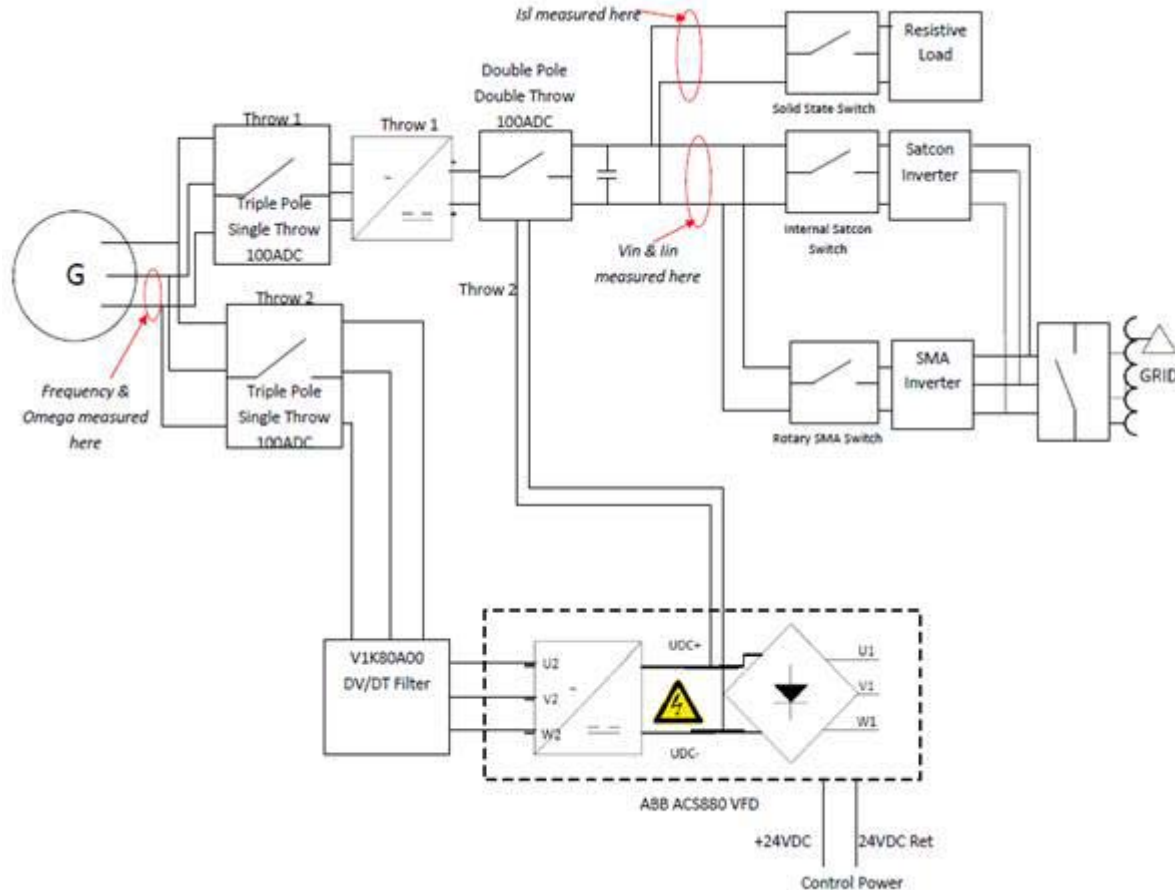 Isl measured here
Resistive
Load
Solid State Switch
Double Pole
Double Throw
100ADC
Throw 1
Triple Pole
Single Throw
100ADC
Throw 1
~
Satcon
Inverter
Internal Satcon
Switch
Vin & Iin
measured here
G
Throw 2
Throw 2
Triple Pole
Single Throw
100ADC
Frequency &
Omega measured
here
SMA
Inverter
Rotary SMA Switch
GRID
V1K80A00
DV/DT Filter
U2
V2
W2
~
UDC+
UDC-
U1
V1
W1
ABB ACS880 VFD
+24VDC
24VDC Ret
Control Power